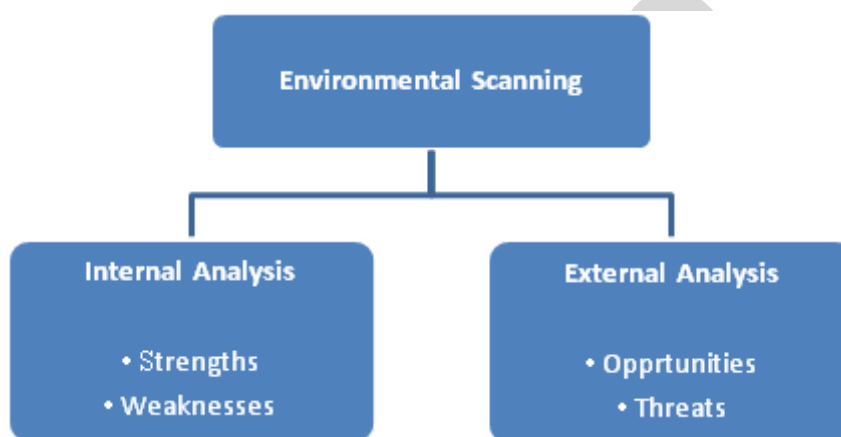 Environmental Scanning
Internal Analysis
• Strengths
• Weaknesses
External Analysis
• Opprtunities
• Threats